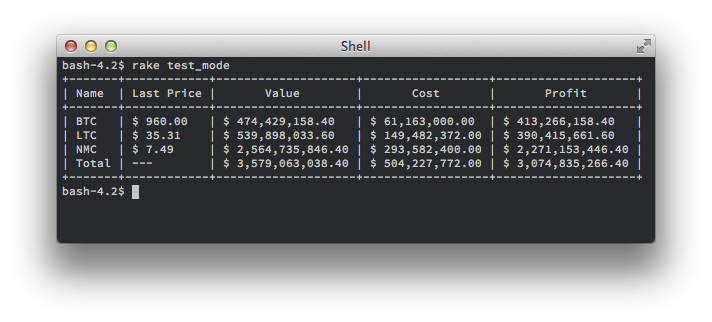 Shell
bash-4.2$ rake test_mode
+-------+------------+--------------------+------------------+--------------------+
| Name  | Last Price |       Value        |       Cost       |       Profit       |
+-------+------------+--------------------+------------------+--------------------+
| BTC   | $ 960.00   | $ 474,429,158.40   | $ 61,163,000.00  | $ 413,266,158.40   |
| LTC   | $ 35.31    | $ 539,898,033.60   | $ 149,482,372.00 | $ 390,415,661.60   |
| NMC   | $ 7.49     | $ 2,564,735,846.40 | $ 293,582,400.00 | $ 2,271,153,446.40 |
| Total | ---        | $ 3,579,063,038.40 | $ 504,227,772.00 | $ 3,074,835,266.40 |
+-------+------------+--------------------+------------------+--------------------+
bash-4.2$